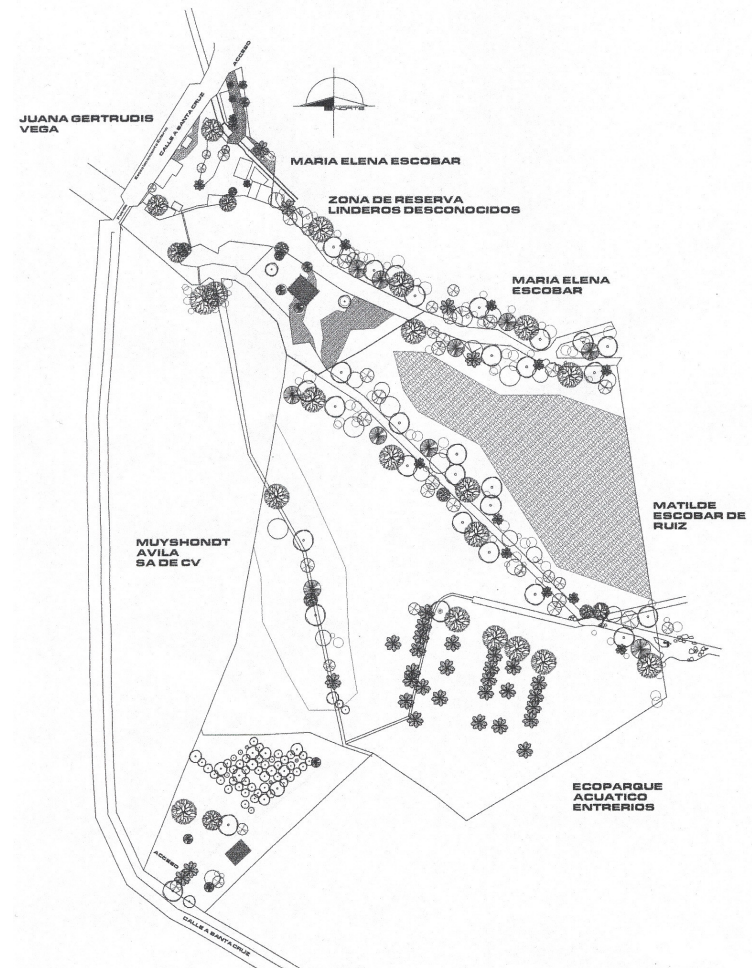 ACCESO
JUANA GERTRUDIS
VEGA
CALLE A SANTA CRUZ
NORTE
MARIA ELENA ESCOBAR
ZONA DE RESERVA
LINDEROS DESCONOCIDOS
MARIA ELENA
ESCOBAR
MATILDE
ESCOBAR DE
RUIZ
MUYSHONDT
AVILA
SA DE CV
ECOPARQUE
ACUATICO
ENTRERIOS
ACCESO
CALLE A SANTA CRUZ